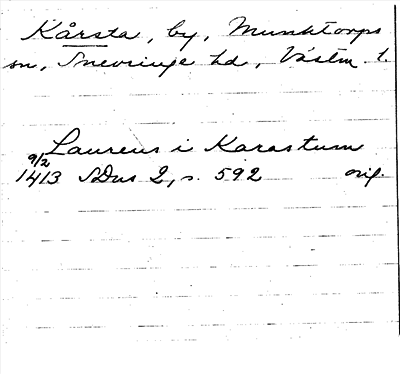 Kårsta, by, Munktorps
sn, Snevringe hd, Västm. l.
Laurens i Karastum
9/2
1413 SDns 2, s. 592 orig.